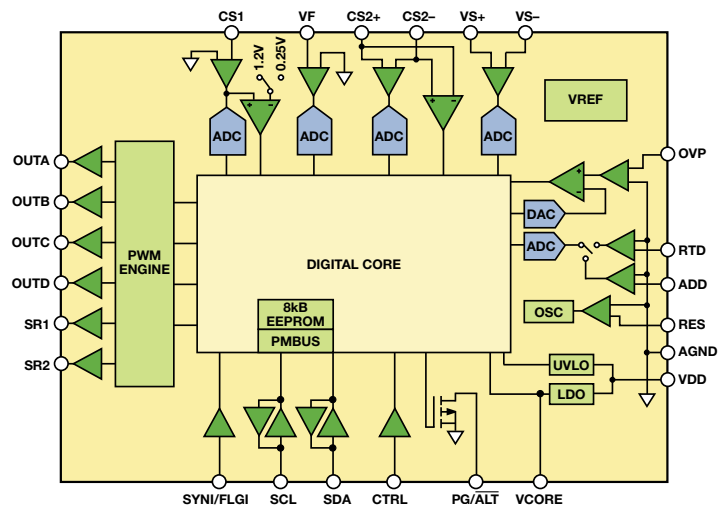 CS1 VF CS2+ CS2– VS+ VS–
1.2V
0.25V
+ –
+ –
VREF
ADC ADC ADC ADC
OUTA
OUTB
OUTC
OUTD
SR1
SR2
PWM
ENGINE
DIGITAL CORE
8kB
EEPROM
PMBUS
+
–
DAC
ADC
OSC
UVLO
LDO
OVP
RTD
ADD
RES
AGND
VDD
SYNI/FLGI SCL SDA CTRL PG/A̅L̅T̅ VCORE